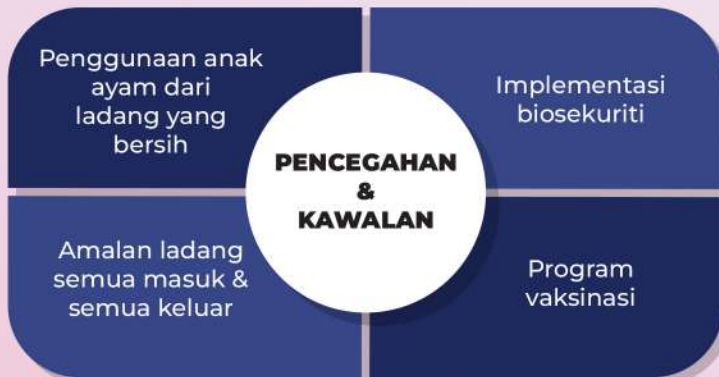 Penggunaan anak
ayam dari
ladang yang
bersih
Implementasi
biosekuriti
PENCEGAHAN
&
KAWALAN
Amalan ladang
semua masuk &
semua keluar
Program
vaksinasi